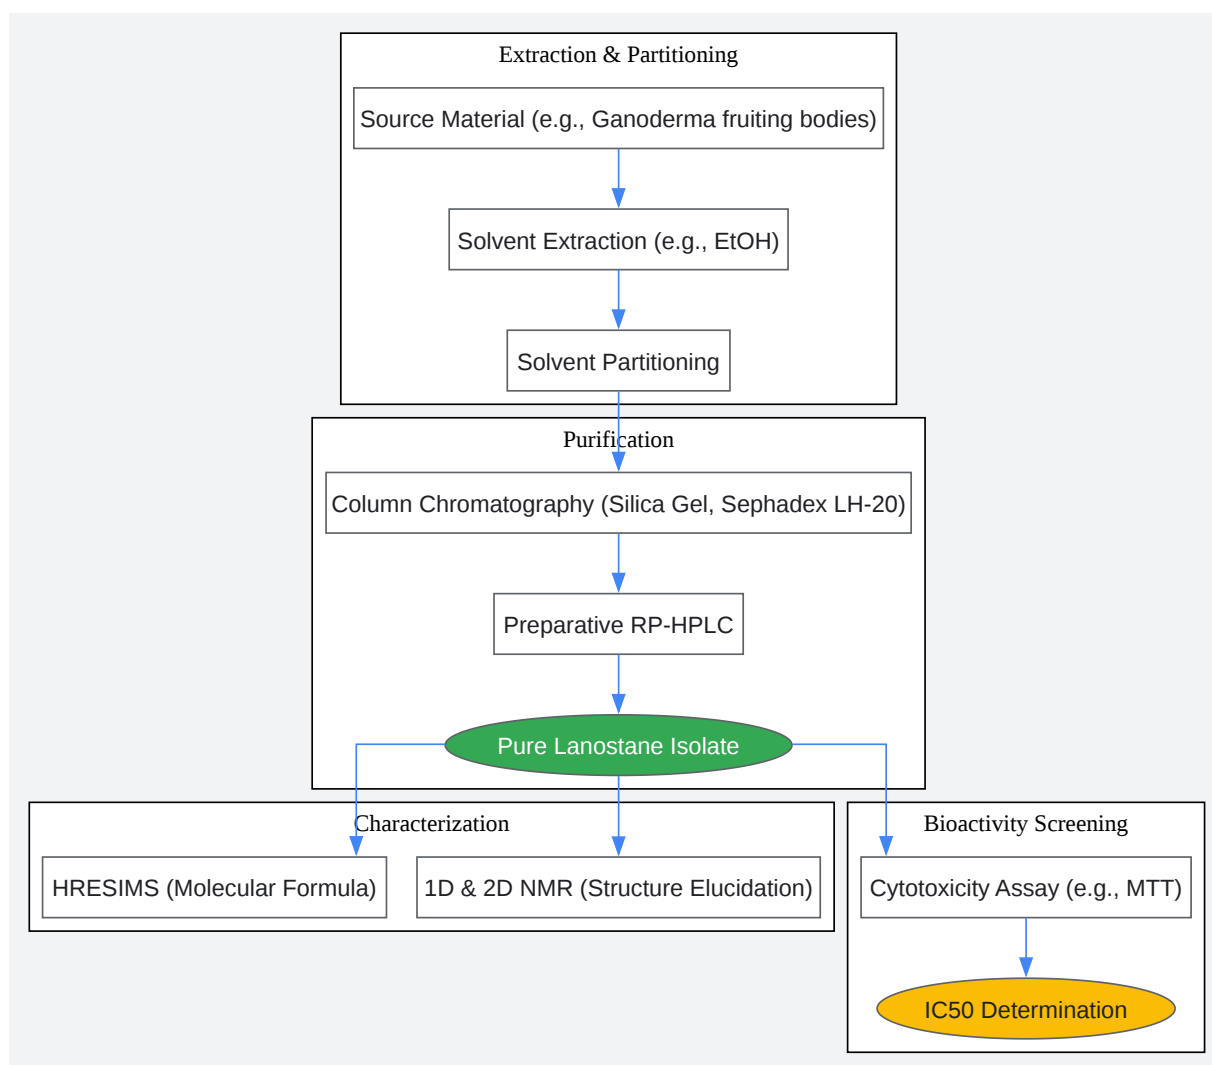 Extraction & Partitioning
Source Material (e.g., Ganoderma fruiting bodies)
Solvent Extraction (e.g., EtOH)
Solvent Partitioning
Purification
Column Chromatography (Silica Gel, Sephadex LH-20)
Preparative RP-HPLC
Pure Lanostane Isolate
Characterization
HRESIMS (Molecular Formula)
1D & 2D NMR (Structure Elucidation)
Bioactivity Screening
Cytotoxicity Assay (e.g., MTT)
IC50 Determination